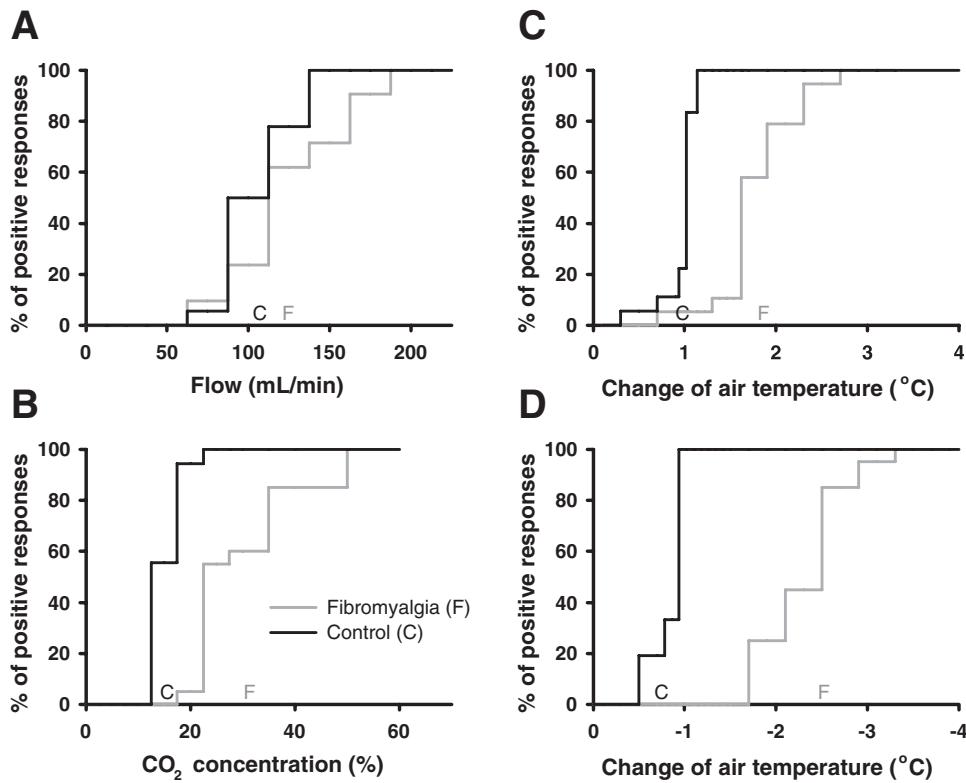 A
100
80
60
40
20
0
% of positive responses
C F
0 50 100 150 200
Flow (mL/min)
B
100
80
60
40
20
0
% of positive responses
Fibromyalgia (F)
Control (C)
C F
0 20 40 60
CO₂ concentration (%)
C
100
80
60
40
20
0
% of positive responses
C F
0 1 2 3 4
Change of air temperature (°C)
D
100
80
60
40
20
0
% of positive responses
C F
0 -1 -2 -3 -4
Change of air temperature (°C)